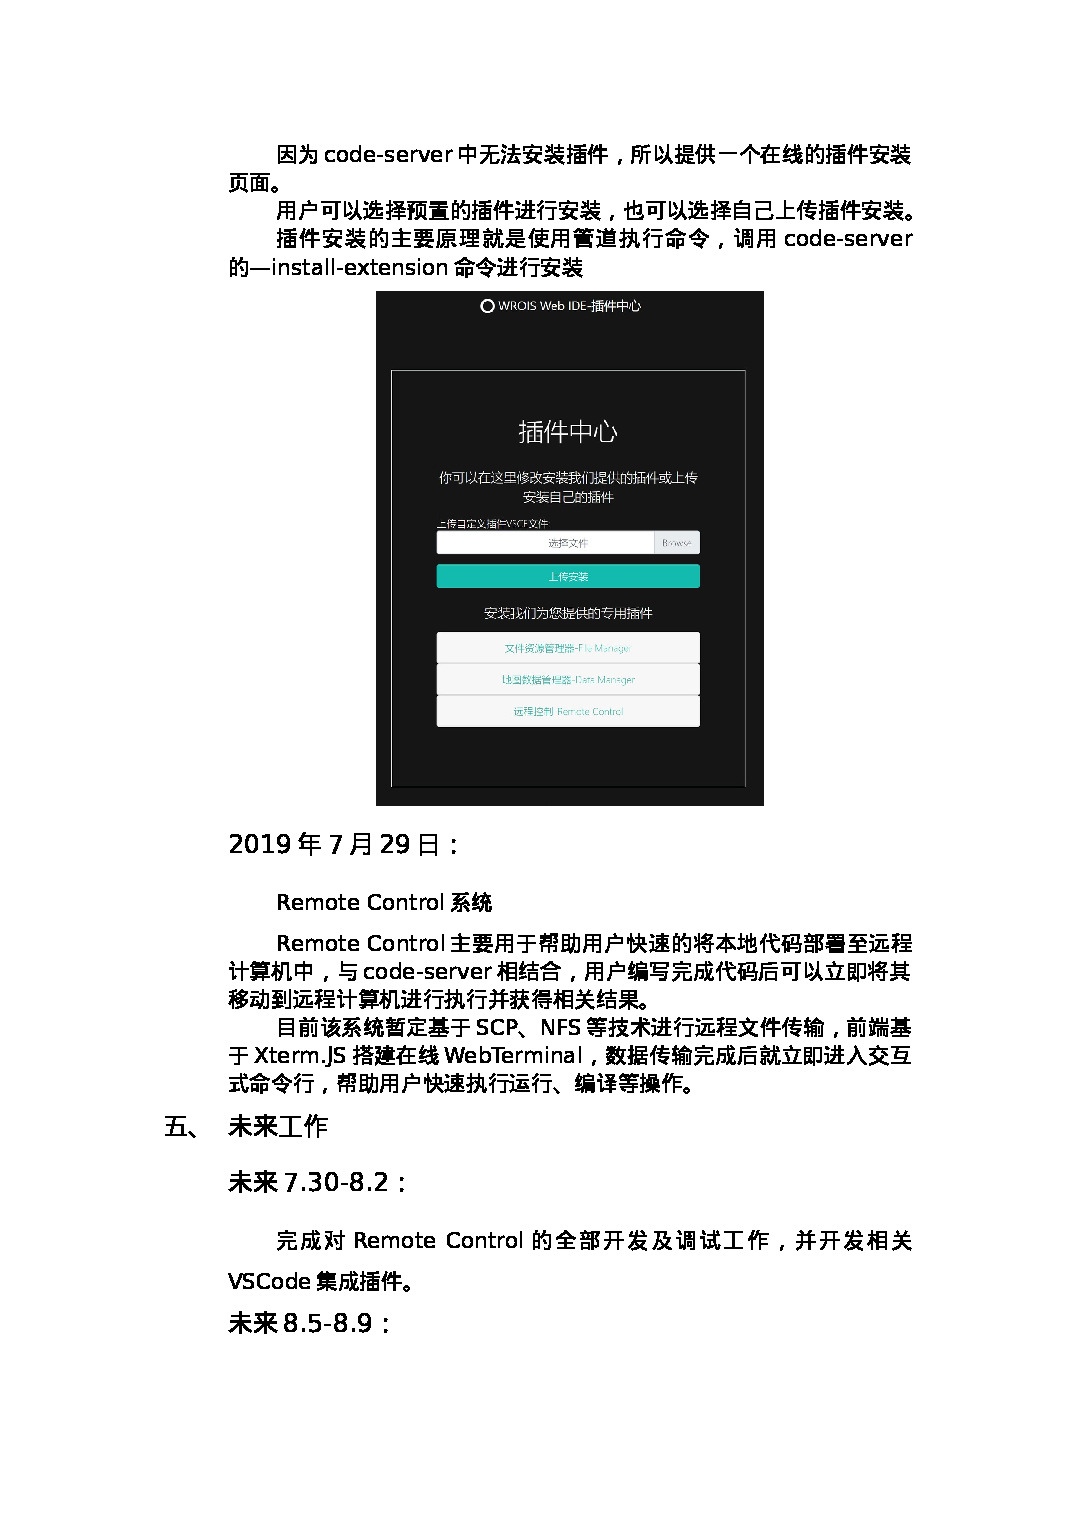 因为 code-server 中无法安装插件，所以提供一个在线的插件安装
页面。
用户可以选择预置的插件进行安装，也可以选择自己上传插件安装。
插件安装的主要原理就是使用管道执行命令，调用 code-server
的—install-extension 命令进行安装
WROIS Web IDE-插件中心
插件中心
你可以在这里修改安装我们提供的插件或上传
安装自己的插件
上传自定义插件VSCE文件
选择文件 Browse
上传安装
安装我们为您提供的专用插件
文件资源管理器-File Manager
地图数据管理器-Data Manager
远程控制 Remote Control
2019 年 7 月 29 日：
Remote Control 系统
Remote Control 主要用于帮助用户快速的将本地代码部署至远程
计算机中，与 code-server 相结合，用户编写完成代码后可以立即将其
移动到远程计算机进行执行并获得相关结果。
目前该系统暂定基于 SCP、NFS 等技术进行远程文件传输，前端基
于 Xterm.JS 搭建在线 WebTerminal，数据传输完成后就立即进入交互
式命令行，帮助用户快速执行运行、编译等操作。
五、 未来工作
未来 7.30-8.2：
完成对 Remote Control 的全部开发及调试工作，并开发相关
VSCode 集成插件。
未来 8.5-8.9：